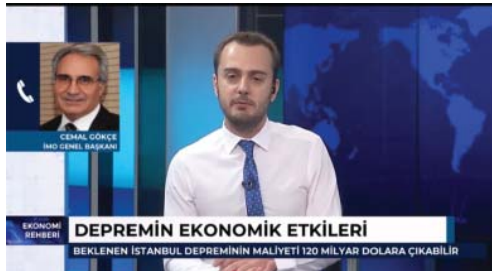 CEMAL GÖKÇE
İMO GENEL BAŞKANI
EKONOMİ
REHBERİ
DEPREMİN EKONOMİK ETKİLERİ
BEKLENEN İSTANBUL DEPREMİNİN MALİYETİ 120 MİLYAR DOLARA ÇIKABİLİR